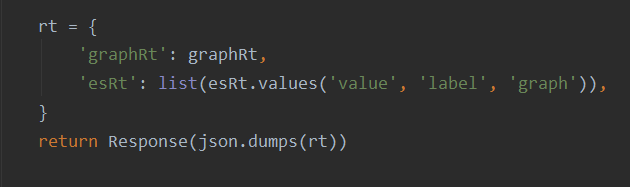 rt = {
'graphRt': graphRt,
'esRt': list(esRt.values('value', 'label', 'graph')),
}
return Response(json.dumps(rt))